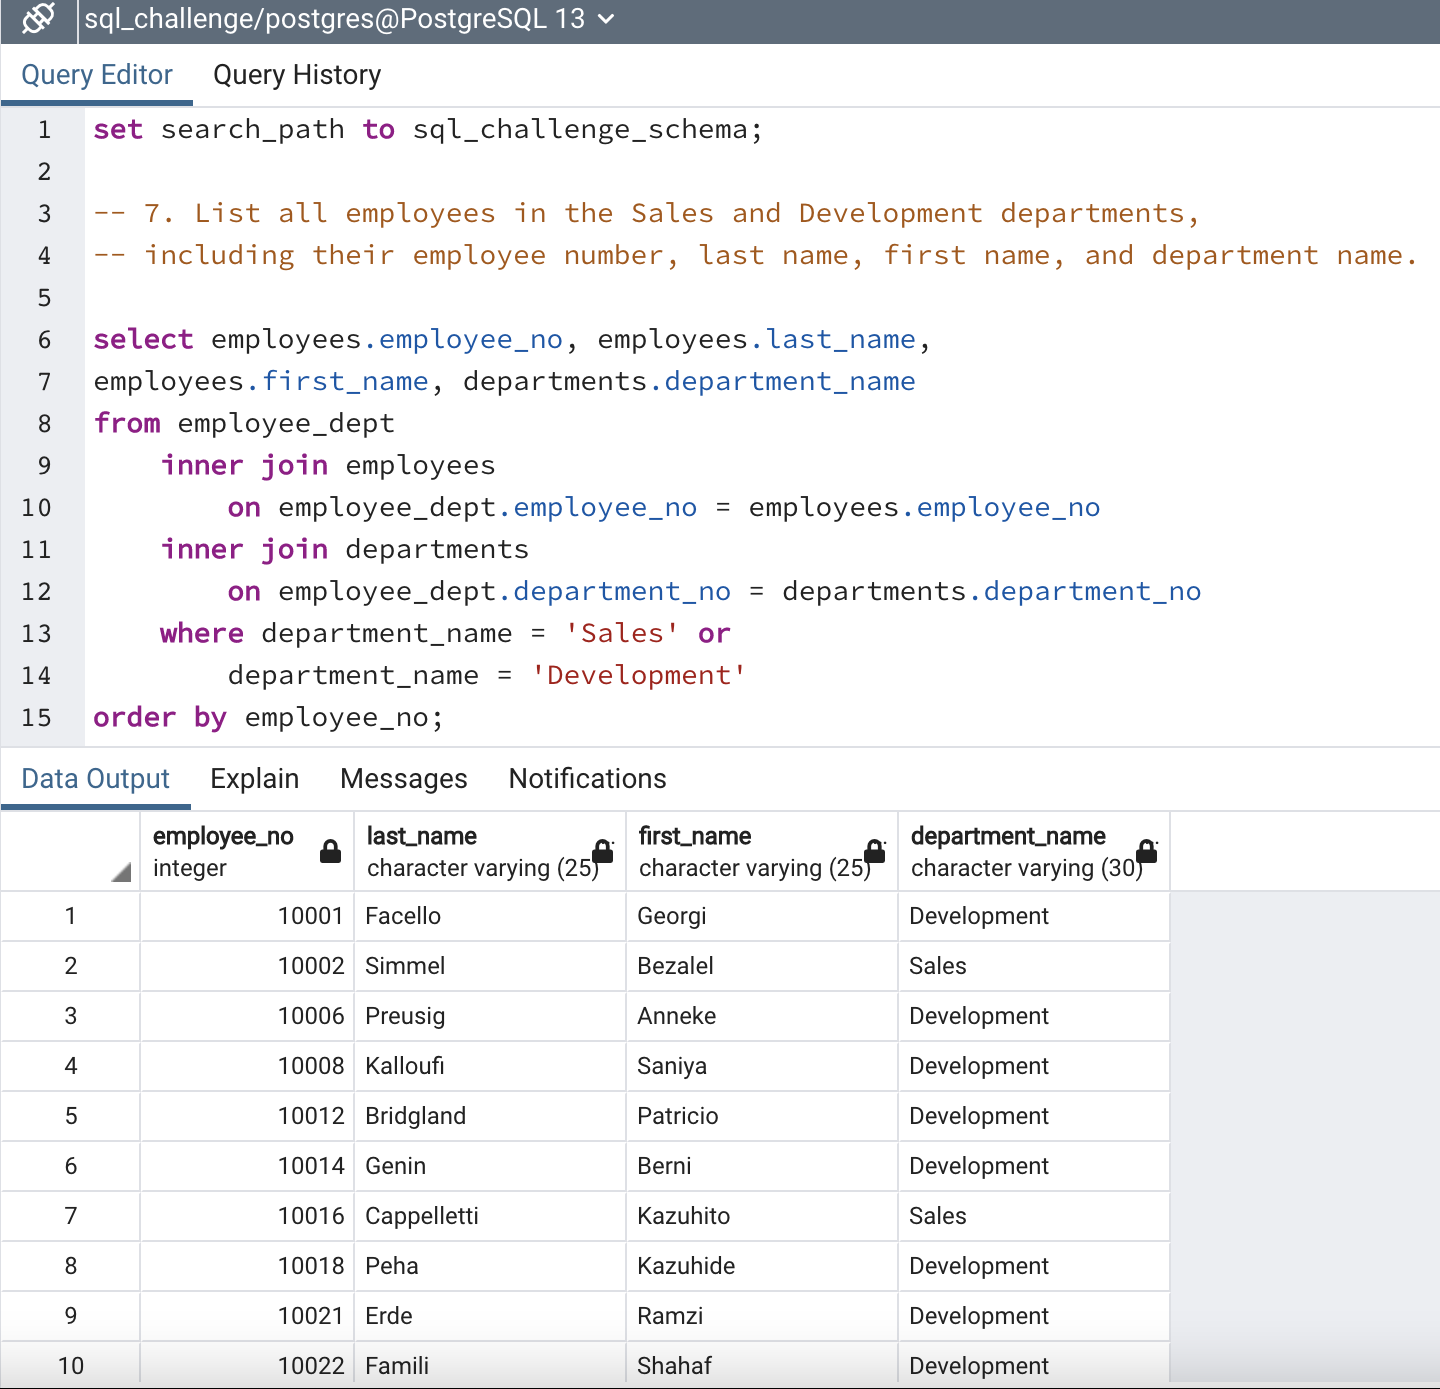 sql_challenge/postgres@PostgreSQL 13
Query Editor Query History
1 set search_path to sql_challenge_schema;
2
3 -- 7. List all employees in the Sales and Development departments,
4 -- including their employee number, last name, first name, and department name.
5
6 select employees.employee_no, employees.last_name,
7 employees.first_name, departments.department_name
8 from employee_dept
9 inner join employees
10 on employee_dept.employee_no = employees.employee_no
11 inner join departments
12 on employee_dept.department_no = departments.department_no
13 where department_name = 'Sales' or
14 department_name = 'Development'
15 order by employee_no;
Data Output Explain Messages Notifications
employee_no last_name first_name department_name
integer character varying (25) character varying (25) character varying (30)
1 10001 Facello Georgi Development
2 10002 Simmel Bezalel Sales
3 10006 Preusig Anneke Development
4 10008 Kalloufi Saniya Development
5 10012 Bridgland Patricio Development
6 10014 Genin Berni Development
7 10016 Cappelletti Kazuhito Sales
8 10018 Peha Kazuhide Development
9 10021 Erde Ramzi Development
10 10022 Famili Shahaf Development